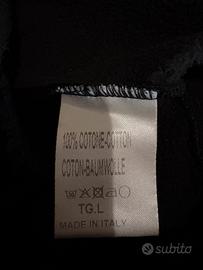 100% COTONE-COTTON
COTON-BAUMWOLLE
TG.L
MADE IN ITALY
subito